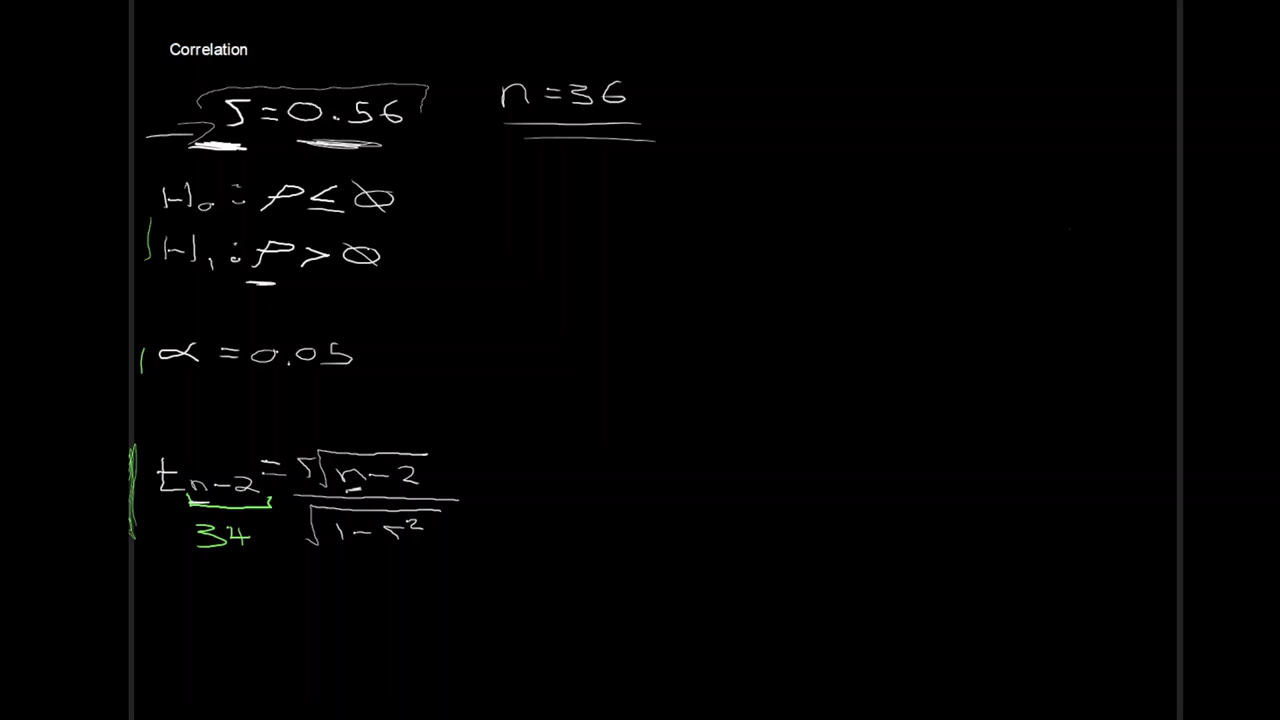 Correlation
r = 0.56 n = 36
H₀ : ρ ≤ 0
H₁ : ρ > 0
α = 0.05
tₙ₋₂ = r√(n-2) / √(1-r²)
34